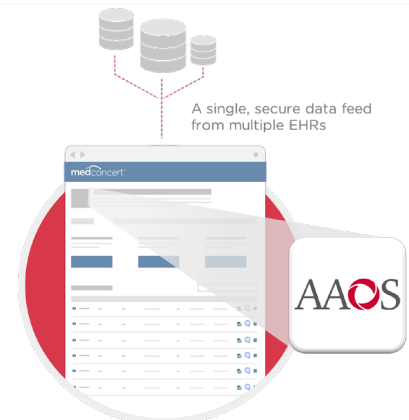 A single, secure data feed
from multiple EHRs
medconcert
AAOS